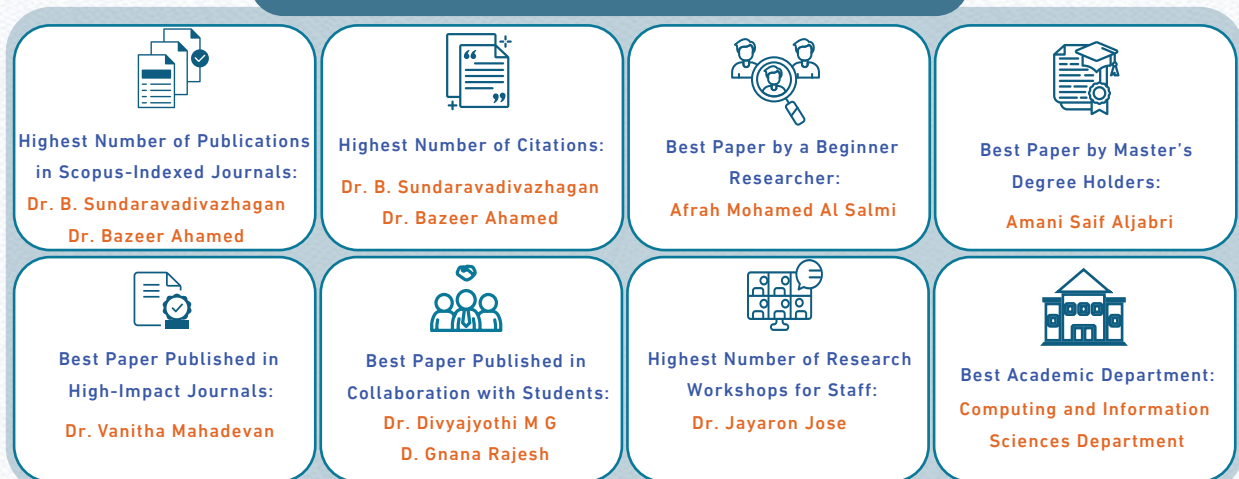 Highest Number of Publications
in Scopus-Indexed Journals:
Dr. B. Sundaravadivazhagan
Dr. Bazeer Ahamed
Highest Number of Citations:
Dr. B. Sundaravadivazhagan
Dr. Bazeer Ahamed
Best Paper by a Beginner
Researcher:
Afrah Mohamed Al Salmi
Best Paper by Master's
Degree Holders:
Amani Saif Aljabri
Best Paper Published in
High-Impact Journals:
Dr. Vanitha Mahadevan
Best Paper Published in
Collaboration with Students:
Dr. Divyajyothi M G
D. Gnana Rajesh
Highest Number of Research
Workshops for Staff:
Dr. Jayaron Jose
Best Academic Department:
Computing and Information
Sciences Department